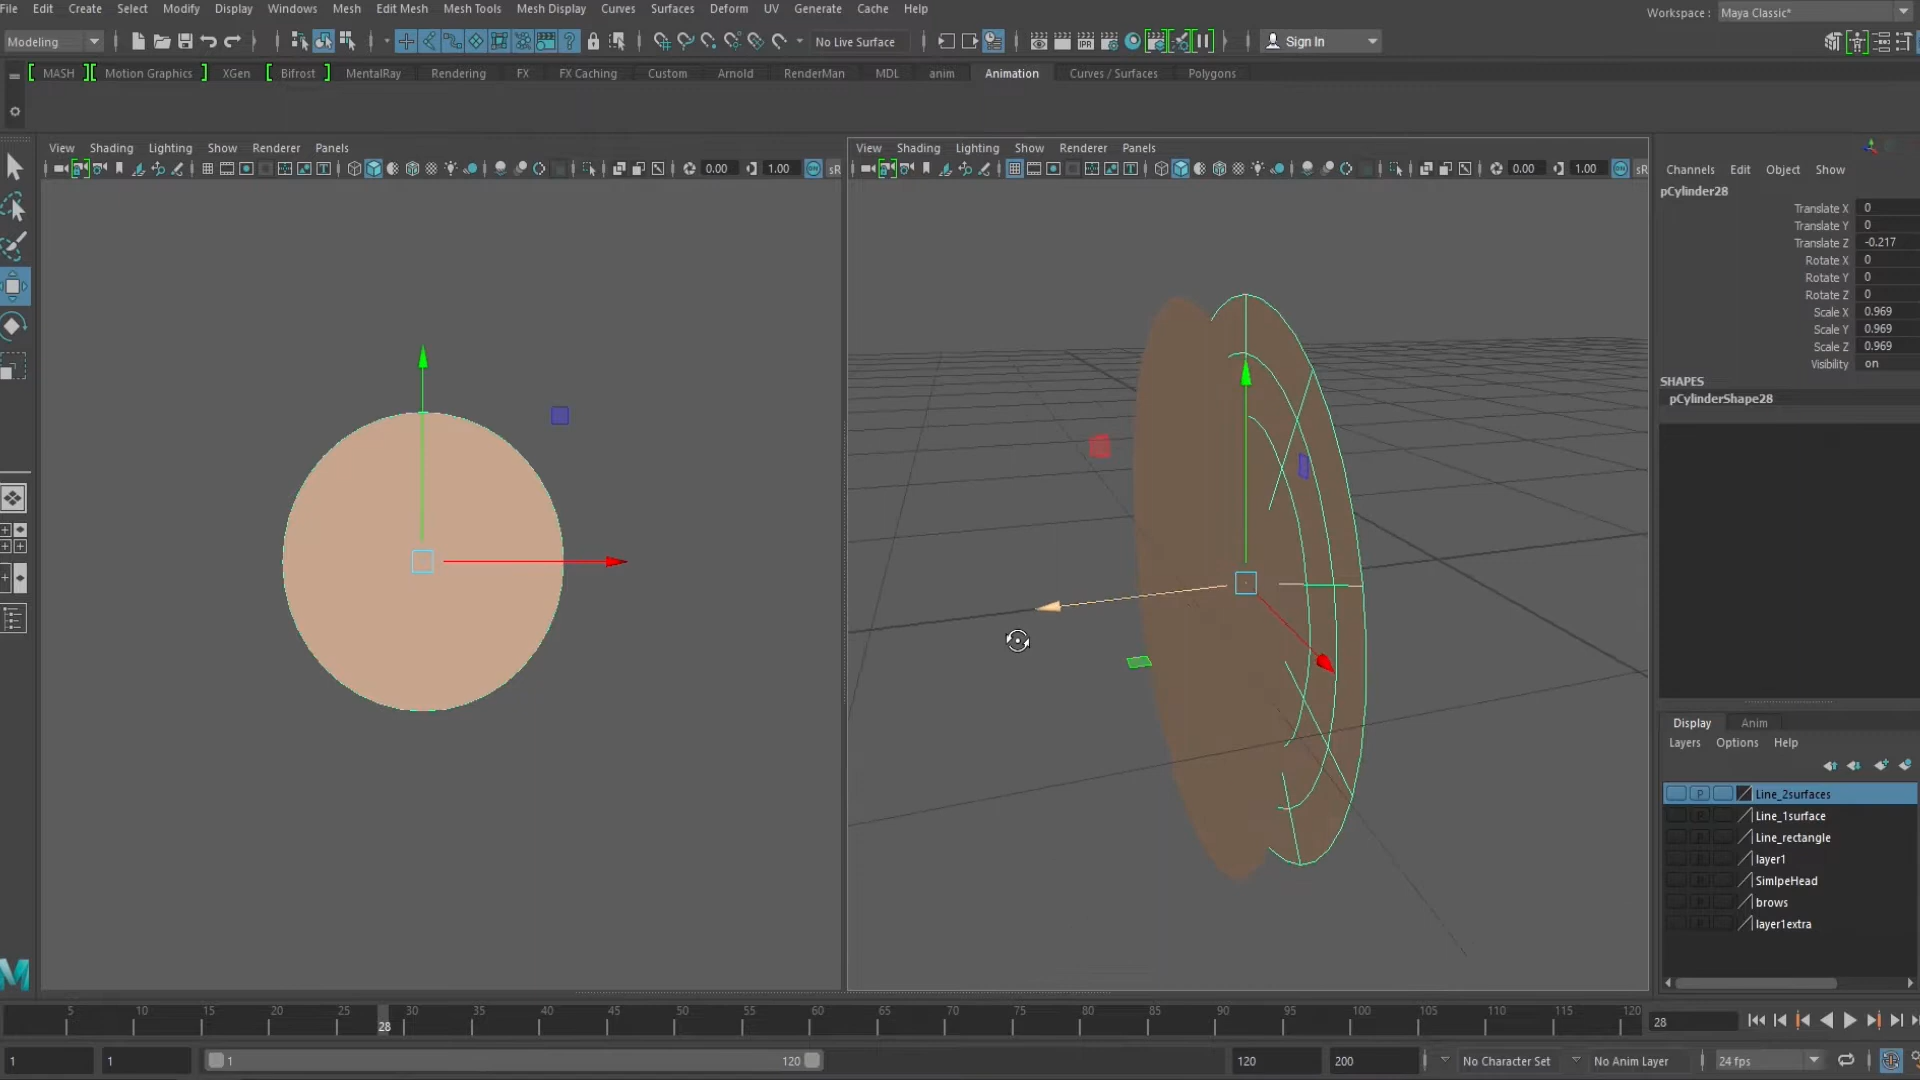 File Edit Create Select Modify Display Windows Mesh Edit Mesh Mesh Tools Mesh Display Curves Surfaces Deform UV Generate Cache Help
Workspace : Maya Classic*
Modeling No Live Surface IPR Sign In
MASH Motion Graphics XGen Bifrost MentalRay Rendering FX FX Caching Custom Arnold RenderMan MDL anim Animation Curves / Surfaces Polygons
View Shading Lighting Show Renderer Panels
0.00 1.00 sR
View Shading Lighting Show Renderer Panels
0.00 1.00 sR
Channels Edit Object Show
pCylinder28
Translate X 0
Translate Y 0
Translate Z -0.217
Rotate X 0
Rotate Y 0
Rotate Z 0
Scale X 0.969
Scale Y 0.969
Scale Z 0.969
Visibility on
SHAPES
pCylinderShape28
Display Anim
Layers Options Help
P Line_2surfaces
P Line_1surface
P Line_rectangle
P layer1
P SimlpeHead
P brows
P layer1extra
5 10 15 20 25 30 35 40 45 50 55 60 65 70 75 80 85 90 95 100 105 110 115 120
28
28
1 1 1 120 120 200 No Character Set No Anim Layer 24 fps